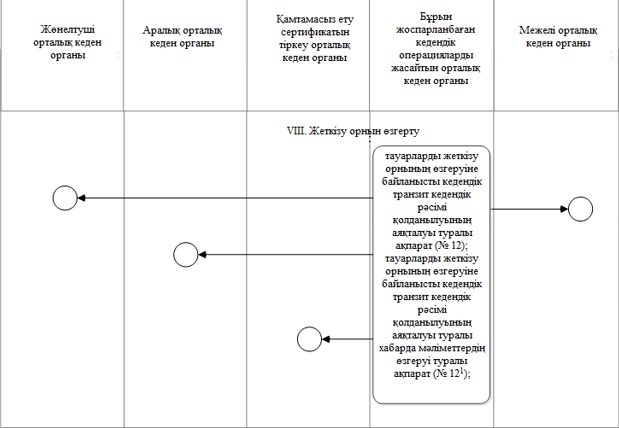 Жөнелтуші
орталық кеден
органы
Аралық орталық
кеден органы
Қамтамасыз ету
сертификатын
тіркеу орталық
кеден органы
Бұрын
жоспарланбаған
кедендік
операцияларды
жасайтын орталық
кеден органы
Межелі орталық
кеден органы
VIII. Жеткізу орнын өзгерту
тауарларды жеткізу
орнының өзгеруіне
байланысты кедендік
транзит кедендік
рәсімі
қолданылуының
аяқталуы туралы
ақпарат (№ 12);
тауарларды жеткізу
орнының өзгеруіне
байланысты кедендік
транзит кедендік
рәсімі
қолданылуының
аяқталуы туралы
хабарда мәліметтердің
өзгеруі туралы
ақпарат (№ 12¹);